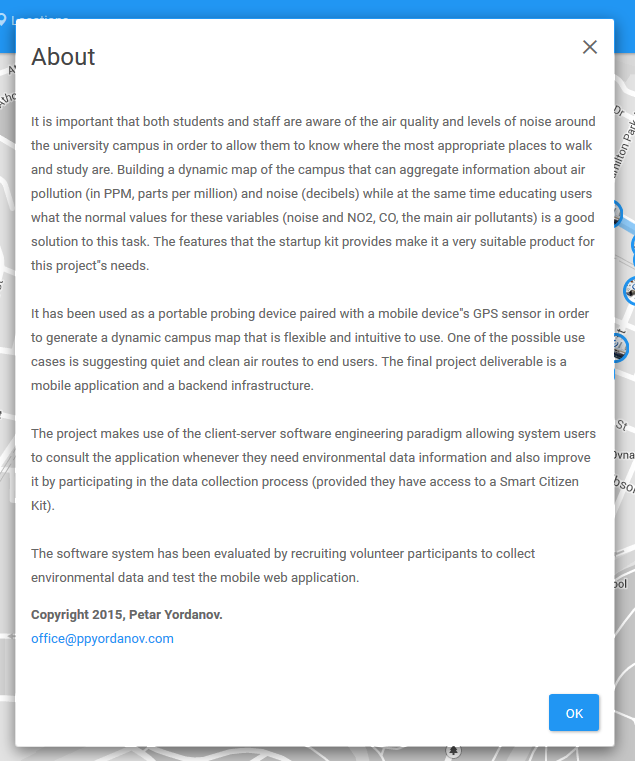 Locations
About
It is important that both students and staff are aware of the air quality and levels of noise around
the university campus in order to allow them to know where the most appropriate places to walk
and study are. Building a dynamic map of the campus that can aggregate information about air
pollution (in PPM, parts per million) and noise (decibels) while at the same time educating users
what the normal values for these variables (noise and NO2, CO, the main air pollutants) is a good
solution to this task. The features that the startup kit provides make it a very suitable product for
this project"s needs.
It has been used as a portable probing device paired with a mobile device"s GPS sensor in order
to generate a dynamic campus map that is flexible and intuitive to use. One of the possible use
cases is suggesting quiet and clean air routes to end users. The final project deliverable is a
mobile application and a backend infrastructure.
The project makes use of the client-server software engineering paradigm allowing system users
to consult the application whenever they need environmental data information and also improve
it by participating in the data collection process (provided they have access to a Smart Citizen
Kit).
The software system has been evaluated by recruiting volunteer participants to collect
environmental data and test the mobile web application.
Copyright 2015, Petar Yordanov.
office@ppyordanov.com
OK
Dr
St